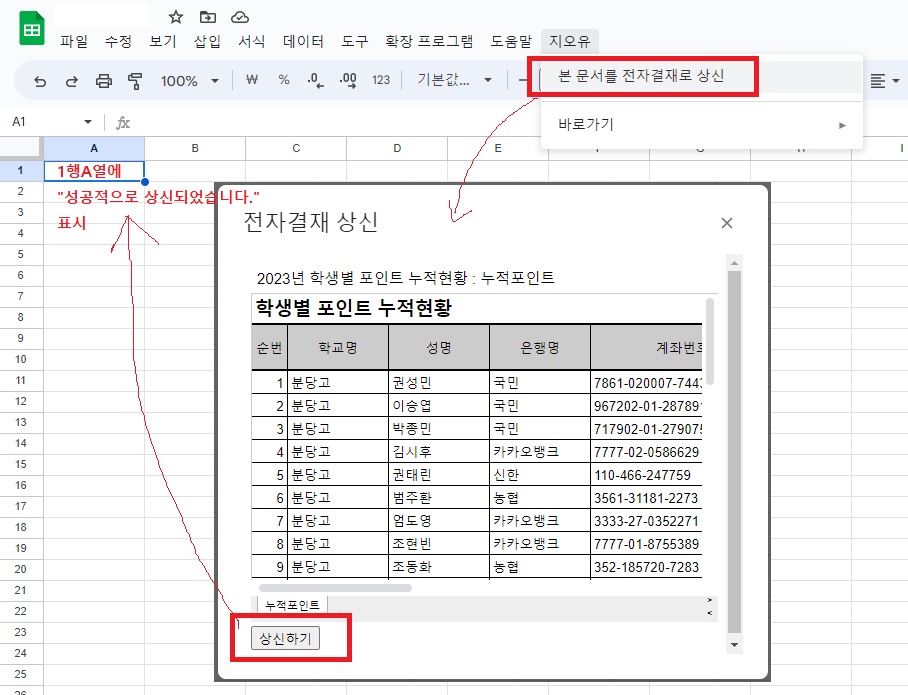 파일 수정 보기 삽입 서식 데이터 도구 확장 프로그램 도움말 지오유
100% ₩ % .0 .00 123 기본값...
본 문서를 전자결재로 상신
바로가기
A1 fx
A B C D E
1 1행A열에
2 "성공적으로 상신되었습니다."
3 표시
4
5
6
7
8
9
10
11
12
13
14
15
16
17
18
19
20
21
22
23
24
25
전자결재 상신
2023년 학생별 포인트 누적현황 : 누적포인트
학생별 포인트 누적현황
순번 학교명 성명 은행명 계좌번호
1 분당고 권성민 국민 7861-020007-744
2 분당고 이승엽 국민 967202-01-28789
3 분당고 박종민 국민 717902-01-27907
4 분당고 김시후 카카오뱅크 7777-02-0586629
5 분당고 권태린 신한 110-466-247759
6 분당고 범주환 농협 3561-31181-2273
7 분당고 엄도영 카카오뱅크 3333-27-0352271
8 분당고 조현빈 카카오뱅크 7777-01-8755389
9 분당고 조동화 농협 352-185720-7283
누적포인트
상신하기